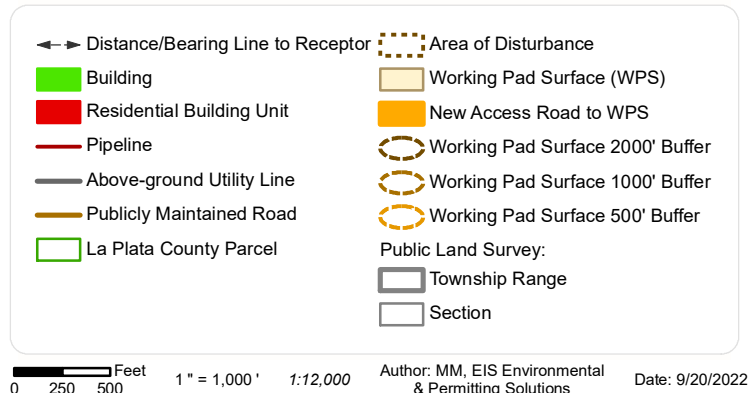 Distance/Bearing Line to Receptor
Building
Residential Building Unit
Pipeline
Above-ground Utility Line
Publicly Maintained Road
La Plata County Parcel
Area of Disturbance
Working Pad Surface (WPS)
New Access Road to WPS
Working Pad Surface 2000' Buffer
Working Pad Surface 1000' Buffer
Working Pad Surface 500' Buffer
Public Land Survey:
Township Range
Section
Feet
0 250 500
1 " = 1,000 '
1:12,000
Author: MM, EIS Environmental
& Permitting Solutions
Date: 9/20/2022